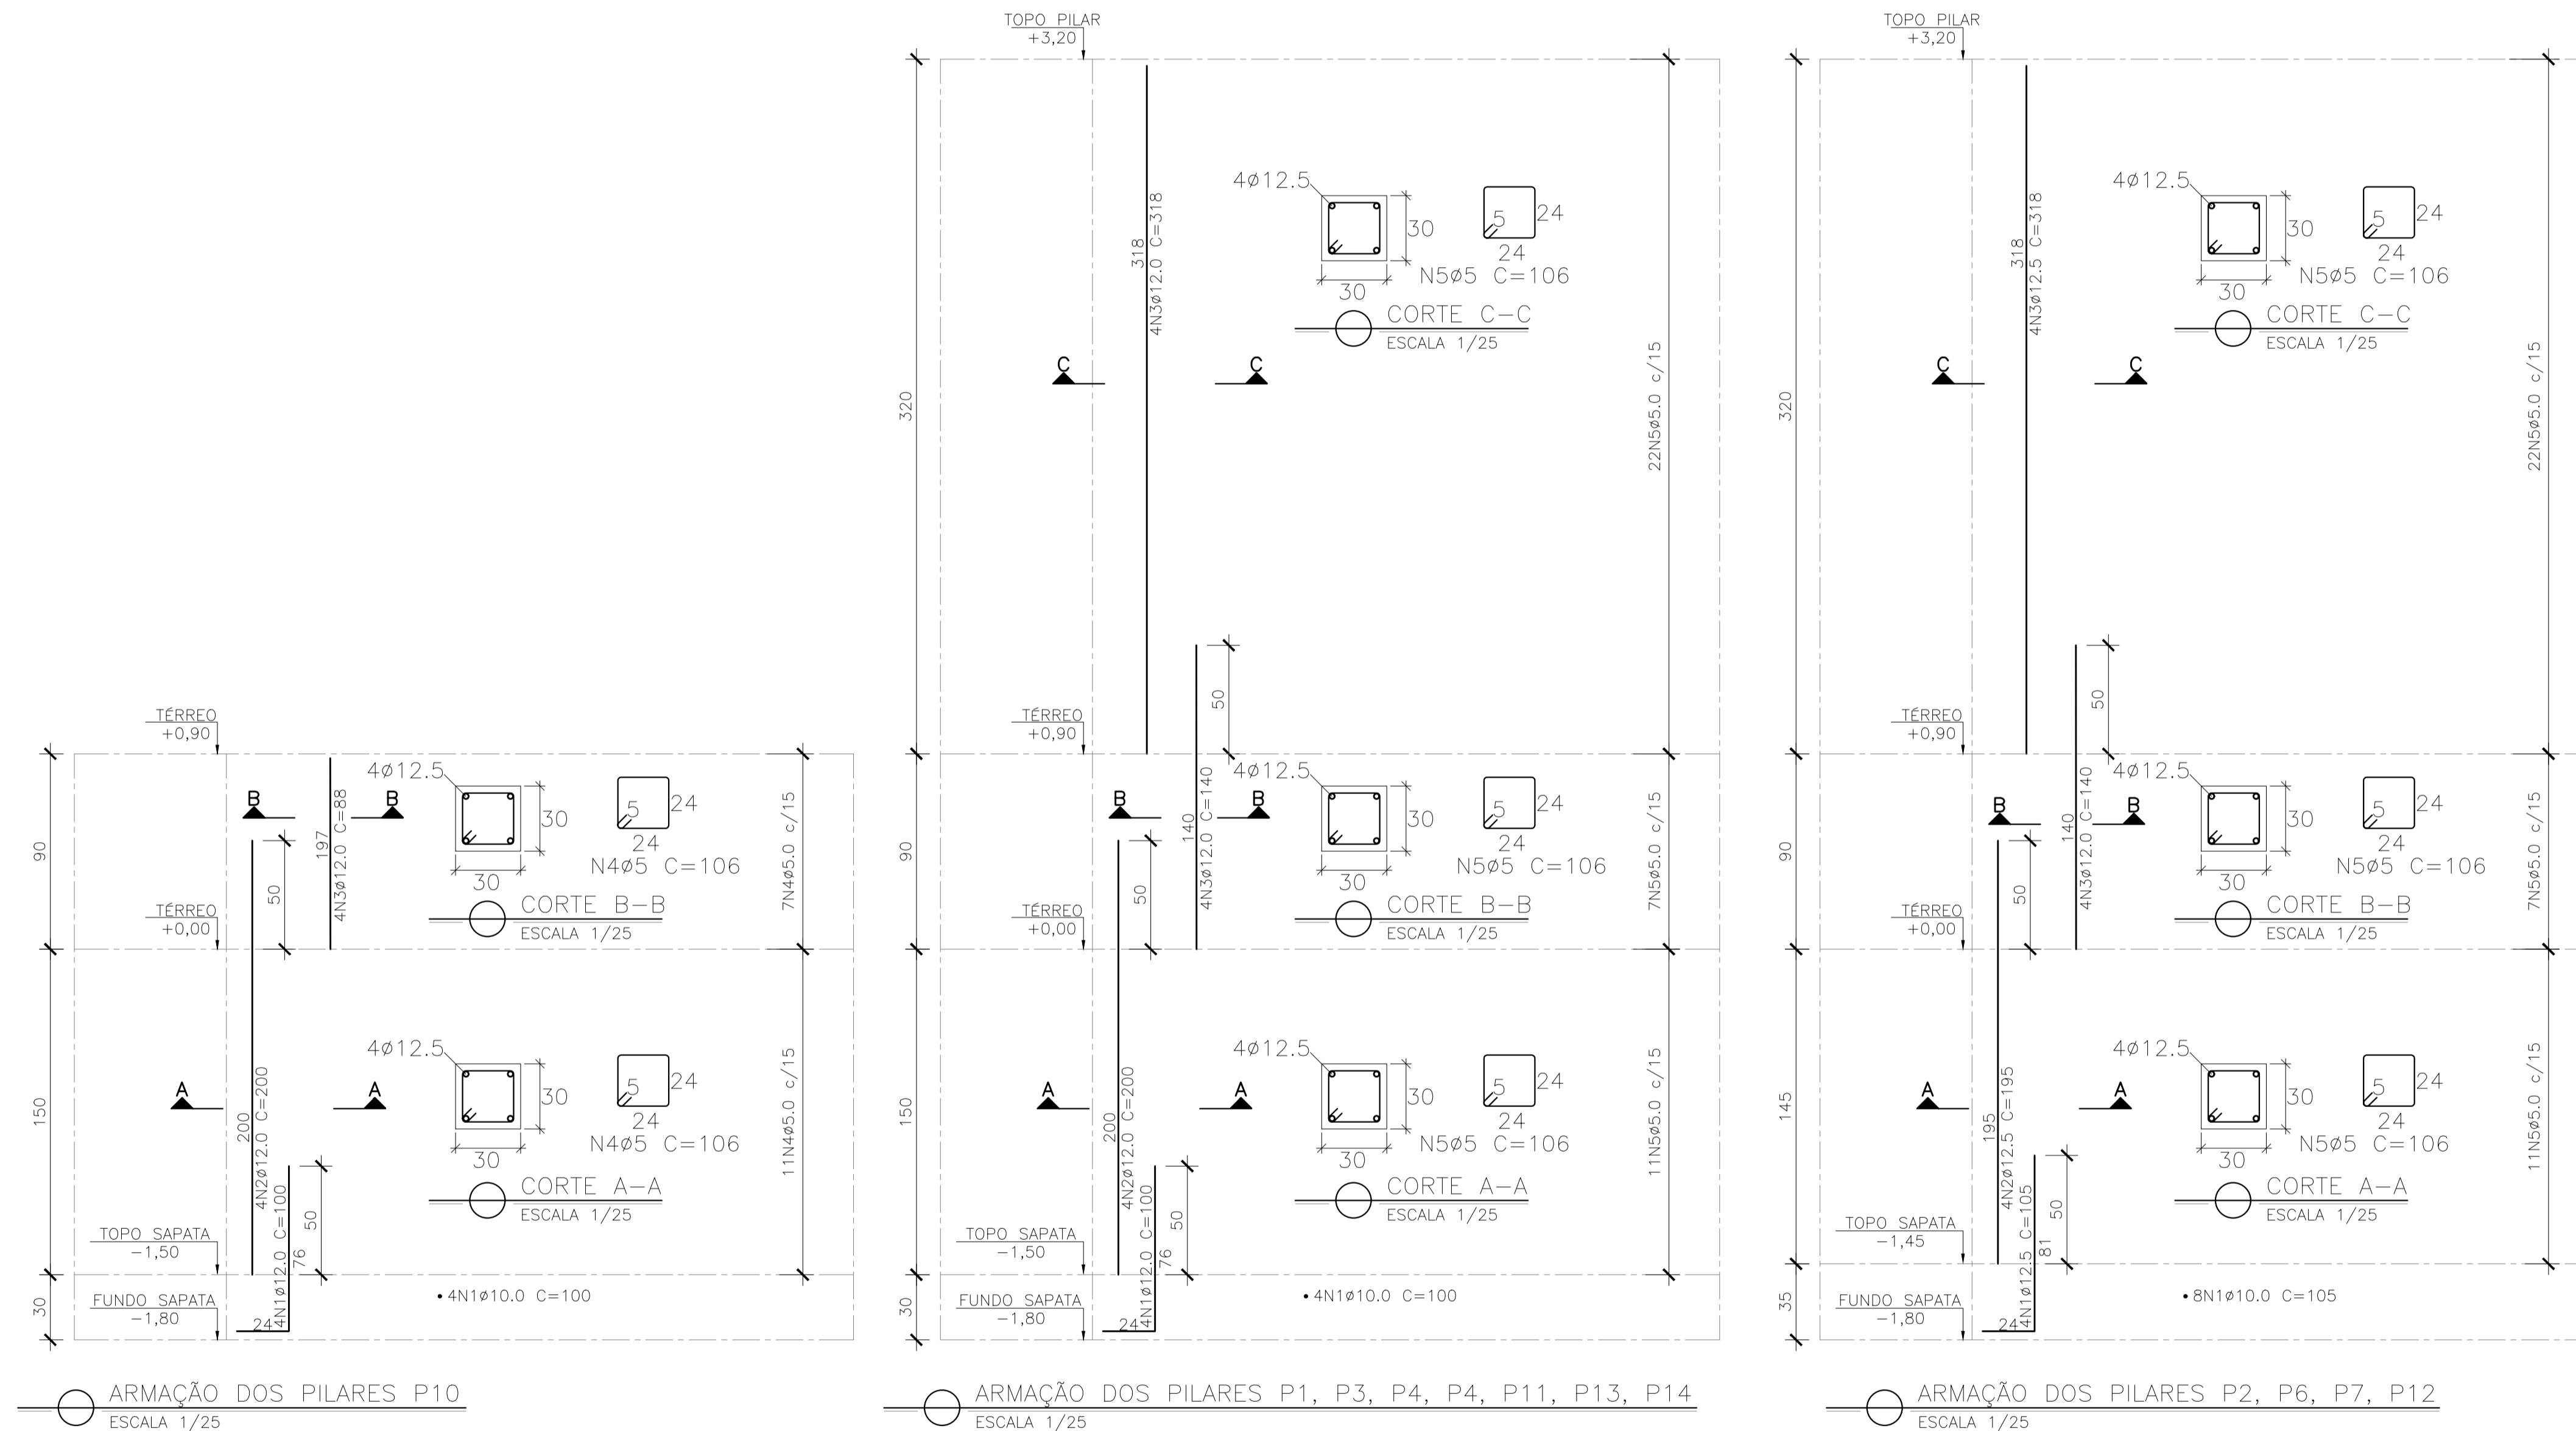 TOPO PILAR
+3,20
320
318
4N3ø12.0 C=318
4ø12.5
30
30
5
24
24
N5ø5 C=106
CORTE C-C
ESCALA 1/25
C
C
22N5ø5.0 c/15
TOPO PILAR
+3,20
320
318
4N3ø12.5 C=318
4ø12.5
30
30
5
24
24
N5ø5 C=106
CORTE C-C
ESCALA 1/25
C
C
22N5ø5.0 c/15
TÉRREO
+0,90
90
B
B
50
197
4N3ø12.0 C=88
4ø12.5
30
30
5
24
24
N4ø5 C=106
CORTE B-B
ESCALA 1/25
7N4ø5.0 c/15
TÉRREO
+0,00
150
A
A
200
4N2ø12.0 C=200
4ø12.5
30
30
5
24
24
N4ø5 C=106
CORTE A-A
ESCALA 1/25
11N4ø5.0 c/15
TOPO SAPATA
-1,50
50
76
4N1ø12.0 C=100
• 4N1ø10.0 C=100
30
FUNDO SAPATA
-1,80
24
ARMAÇÃO DOS PILARES P10
ESCALA 1/25
TÉRREO
+0,90
50
90
B
B
50
140
4N3ø12.0 C=140
4ø12.5
30
30
5
24
24
N5ø5 C=106
CORTE B-B
ESCALA 1/25
7N5ø5.0 c/15
TÉRREO
+0,00
150
A
A
200
4N2ø12.0 C=200
4ø12.5
30
30
5
24
24
N5ø5 C=106
CORTE A-A
ESCALA 1/25
11N5ø5.0 c/15
TOPO SAPATA
-1,50
50
76
4N1ø12.0 C=100
• 4N1ø10.0 C=100
30
FUNDO SAPATA
-1,80
24
ARMAÇÃO DOS PILARES P1, P3, P4, P4, P11, P13, P14
ESCALA 1/25
TÉRREO
+0,90
50
90
B
B
50
140
4N3ø12.0 C=140
4ø12.5
30
30
5
24
24
N5ø5 C=106
CORTE B-B
ESCALA 1/25
7N5ø5.0 c/15
TÉRREO
+0,00
145
A
A
195
4N2ø12.5 C=195
4ø12.5
30
30
5
24
24
N5ø5 C=106
CORTE A-A
ESCALA 1/25
11N5ø5.0 c/15
TOPO SAPATA
-1,45
50
81
4N1ø12.5 C=105
• 8N1ø10.0 C=105
35
FUNDO SAPATA
-1,80
24
ARMAÇÃO DOS PILARES P2, P6, P7, P12
ESCALA 1/25